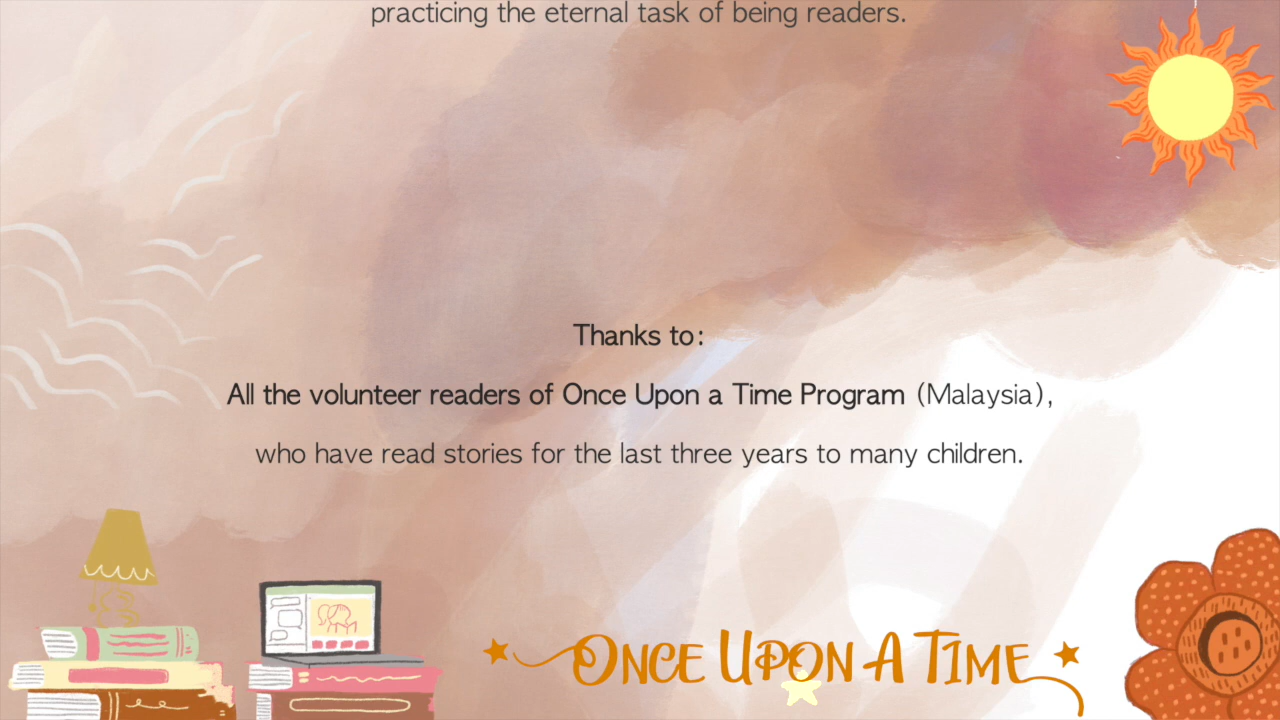 practicing the eternal task of being readers.
Thanks to:
All the volunteer readers of Once Upon a Time Program (Malaysia),
who have read stories for the last three years to many children.
ONCE UPON A TIME